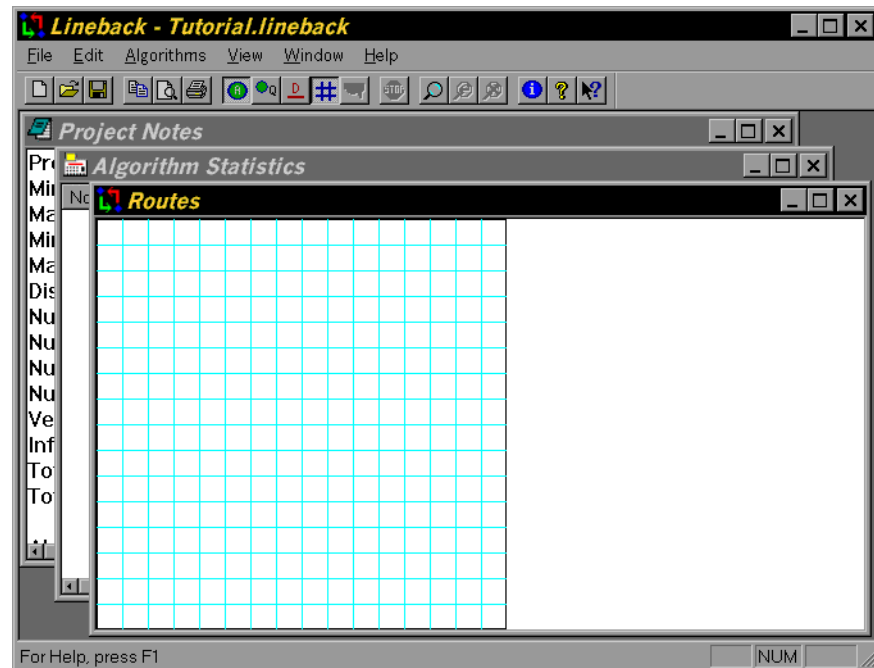 Lineback - Tutorial.lineback
File Edit Algorithms View Window Help
A Q D STOP i ? ?
Project Notes
Algorithm Statistics
Routes
For Help, press F1
NUM